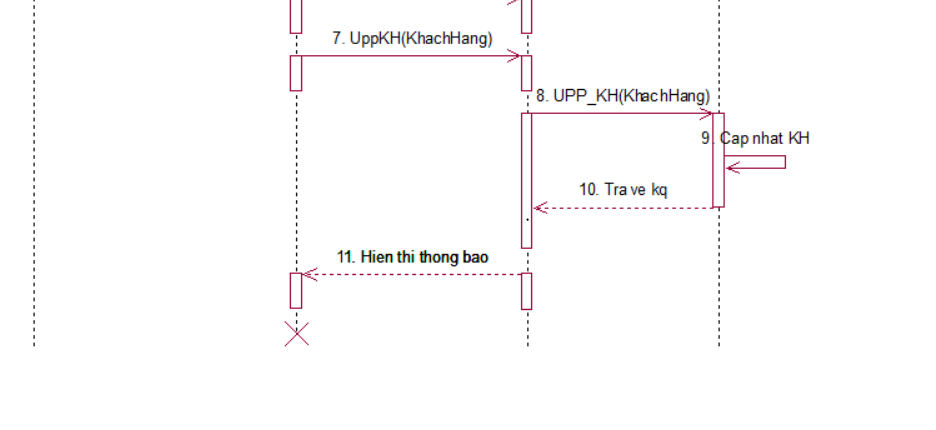 7. UppKH(KhachHang)
8. UPP_KH(KhachHang)
9. Cap nhat KH
10. Tra ve kq
11. Hien thi thong bao